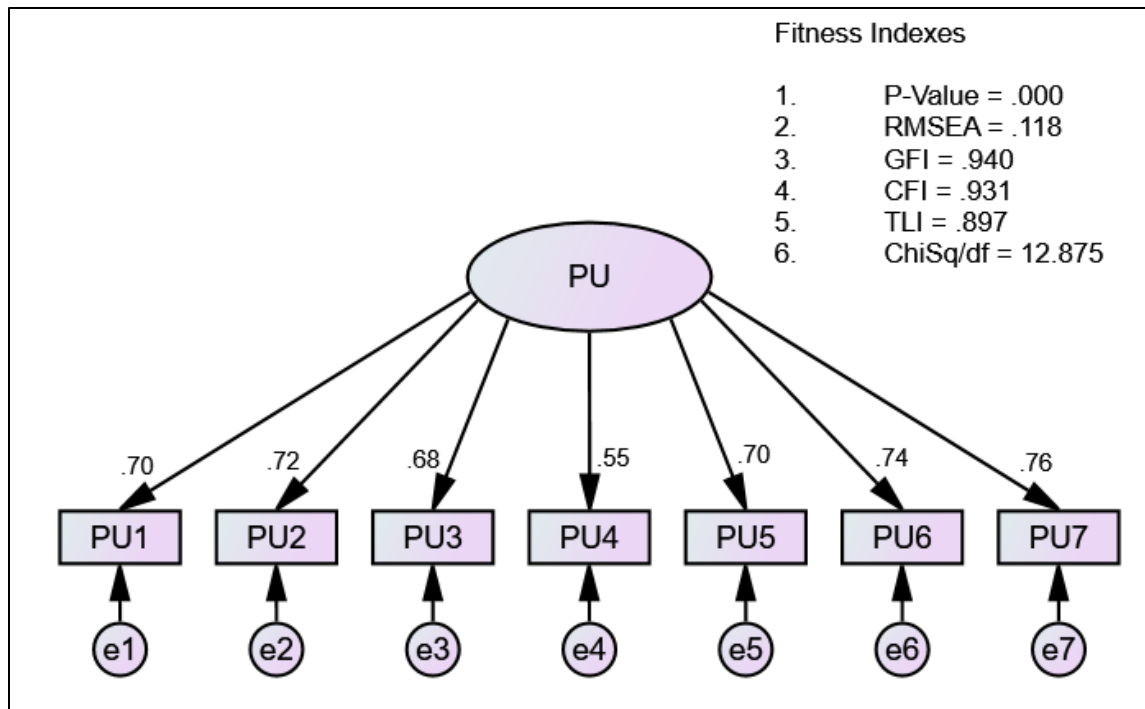 Fitness Indexes
1. P-Value = .000
2. RMSEA = .118
3. GFI = .940
4. CFI = .931
5. TLI = .897
6. ChiSq/df = 12.875
PU
.70 .72 .68 .55 .70 .74 .76
PU1 PU2 PU3 PU4 PU5 PU6 PU7
e1 e2 e3 e4 e5 e6 e7